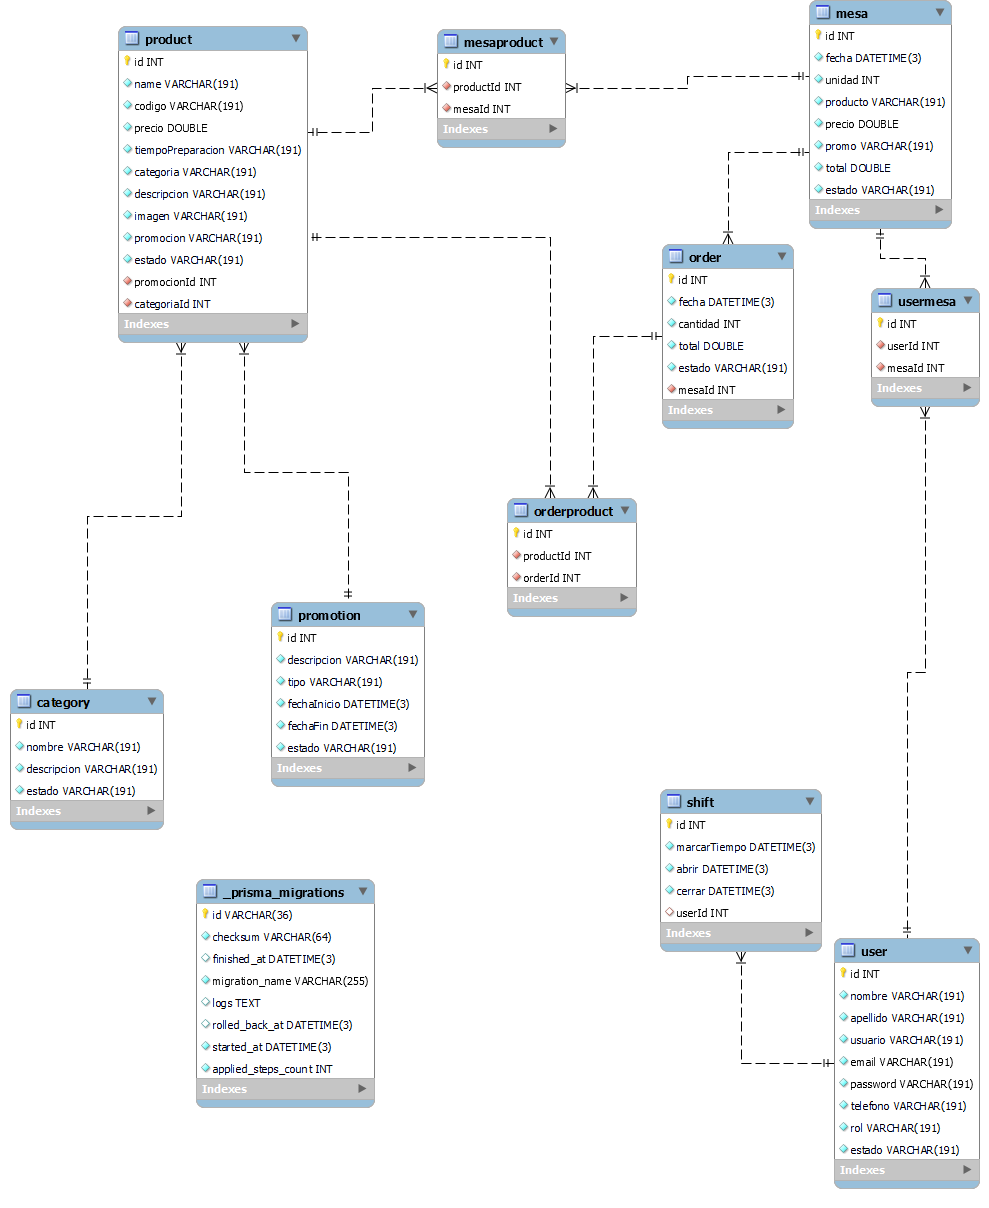 product
id INT
name VARCHAR(191)
codigo VARCHAR(191)
precio DOUBLE
tiempoPreparacion VARCHAR(191)
categoria VARCHAR(191)
descripcion VARCHAR(191)
imagen VARCHAR(191)
promocion VARCHAR(191)
estado VARCHAR(191)
promocionId INT
categoriaId INT
Indexes
mesaproduct
id INT
productId INT
mesaId INT
Indexes
mesa
id INT
fecha DATETIME(3)
unidad INT
producto VARCHAR(191)
precio DOUBLE
promo VARCHAR(191)
total DOUBLE
estado VARCHAR(191)
Indexes
order
id INT
fecha DATETIME(3)
cantidad INT
total DOUBLE
estado VARCHAR(191)
mesaId INT
Indexes
usermesa
id INT
userId INT
mesaId INT
Indexes
orderproduct
id INT
productId INT
orderId INT
Indexes
promotion
id INT
descripcion VARCHAR(191)
tipo VARCHAR(191)
fechaInicio DATETIME(3)
fechaFin DATETIME(3)
estado VARCHAR(191)
Indexes
category
id INT
nombre VARCHAR(191)
descripcion VARCHAR(191)
estado VARCHAR(191)
Indexes
shift
id INT
marcarTiempo DATETIME(3)
abrir DATETIME(3)
cerrar DATETIME(3)
userId INT
Indexes
_prisma_migrations
id VARCHAR(36)
checksum VARCHAR(64)
finished_at DATETIME(3)
migration_name VARCHAR(255)
logs TEXT
rolled_back_at DATETIME(3)
started_at DATETIME(3)
applied_steps_count INT
Indexes
user
id INT
nombre VARCHAR(191)
apellido VARCHAR(191)
usuario VARCHAR(191)
email VARCHAR(191)
password VARCHAR(191)
telefono VARCHAR(191)
rol VARCHAR(191)
estado VARCHAR(191)
Indexes